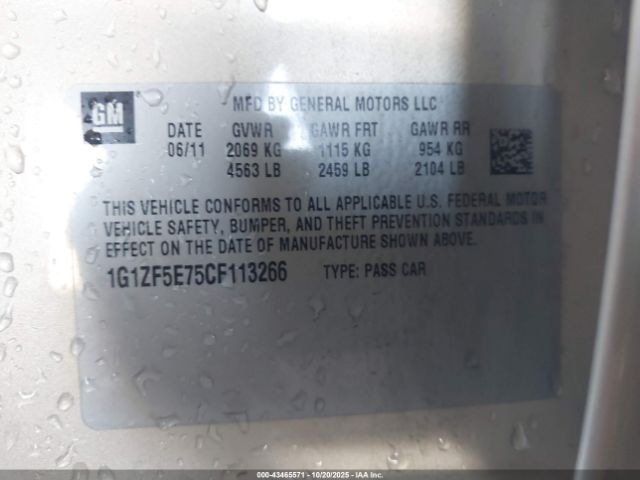 GM
MFD BY GENERAL MOTORS LLC
DATE GVWR GAWR FRT GAWR RR
06/11 2069 KG 1115 KG 954 KG
4563 LB 2459 LB 2104 LB
THIS VEHICLE CONFORMS TO ALL APPLICABLE U.S. FEDERAL MOTOR
VEHICLE SAFETY, BUMPER, AND THEFT PREVENTION STANDARDS IN
EFFECT ON THE DATE OF MANUFACTURE SHOWN ABOVE.
1G1ZF5E75CF113266 TYPE: PASS CAR
000-43465571 | 10/20/2025 | IAAI.COM